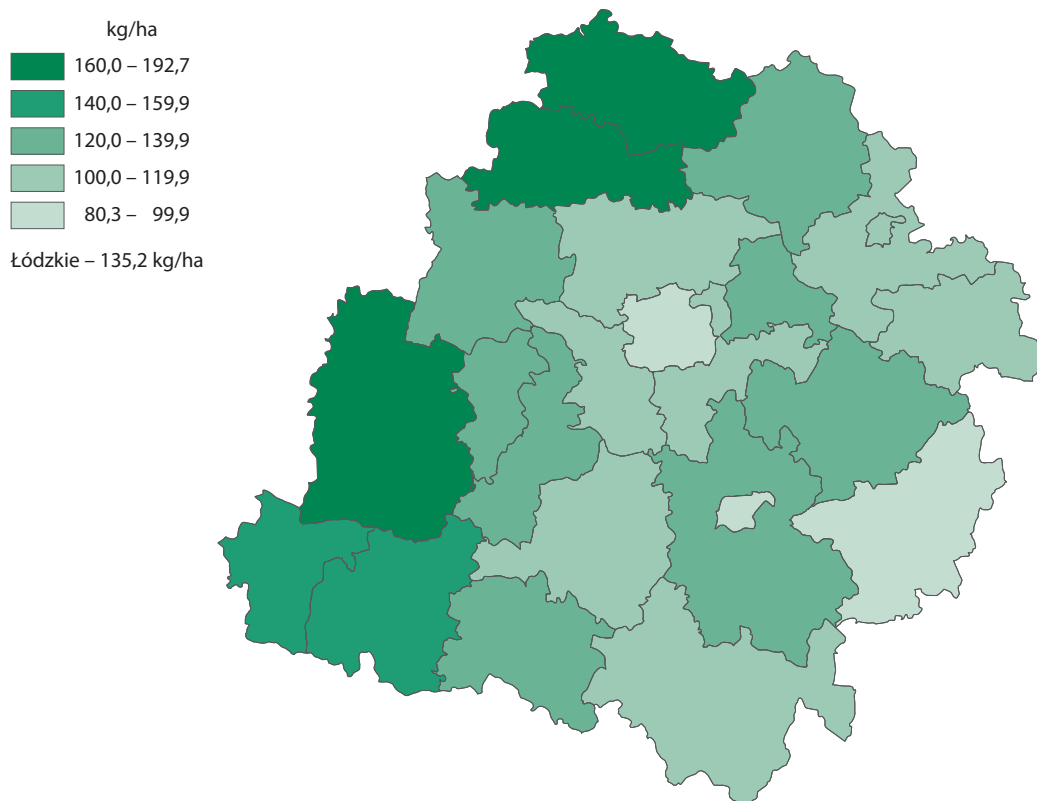 kg/ha
160,0 – 192,7
140,0 – 159,9
120,0 – 139,9
100,0 – 119,9
80,3 – 99,9
Łódzkie – 135,2 kg/ha